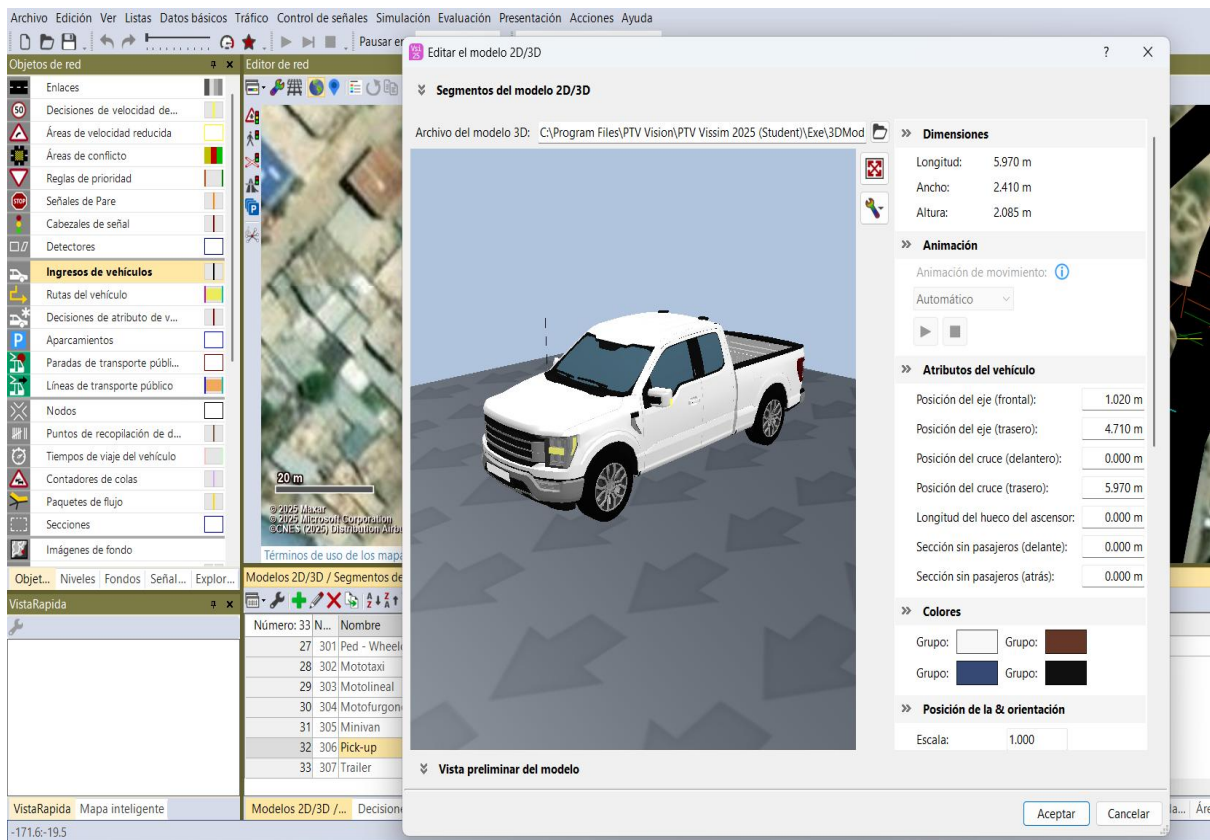 Archivo Edición Ver Listas Datos básicos Tráfico Control de señales Simulación Evaluación Presentación Acciones Ayuda
Pausar en
Objetos de red
Enlaces
50 Decisiones de velocidad de...
Áreas de velocidad reducida
Áreas de conflicto
Reglas de prioridad
STOP Señales de Pare
Cabezales de señal
Detectores
Ingresos de vehículos
Rutas del vehículo
Decisiones de atributo de v...
P Aparcamientos
Paradas de transporte públi...
Líneas de transporte público
Nodos
Puntos de recopilación de d...
Tiempos de viaje del vehículo
Contadores de colas
Paquetes de flujo
Secciones
Imágenes de fondo
Objet... Niveles Fondos Señal... Explor...
VistaRapida
VistaRapida Mapa inteligente
-171.6:-19.5
Editor de red
P
20 m
© 2025 Maxar
©2025 Microsoft Corporation
©CNES (2025) Distribution Airbus
Términos de uso de los mapa
Modelos 2D/3D / Segmentos de
Número: 33 N... Nombre
27 301 Ped - Wheel
28 302 Mototaxi
29 303 Motolineal
30 304 Motofurgon
31 305 Minivan
32 306 Pick-up
33 307 Trailer
Modelos 2D/3D /... Decisione
Editar el modelo 2D/3D ? X
Segmentos del modelo 2D/3D
Archivo del modelo 3D: C:\Program Files\PTV Vision\PTV Vissim 2025 (Student)\Exe\3DMod
Dimensiones
Longitud: 5.970 m
Ancho: 2.410 m
Altura: 2.085 m
Animación
Animación de movimiento:
Automático
Atributos del vehículo
Posición del eje (frontal): 1.020 m
Posición del eje (trasero): 4.710 m
Posición del cruce (delantero): 0.000 m
Posición del cruce (trasero): 5.970 m
Longitud del hueco del ascensor: 0.000 m
Sección sin pasajeros (delante): 0.000 m
Sección sin pasajeros (atrás): 0.000 m
Colores
Grupo: Grupo:
Grupo: Grupo:
Posición de la & orientación
Escala: 1.000
Vista preliminar del modelo
Aceptar Cancelar
la... Áre